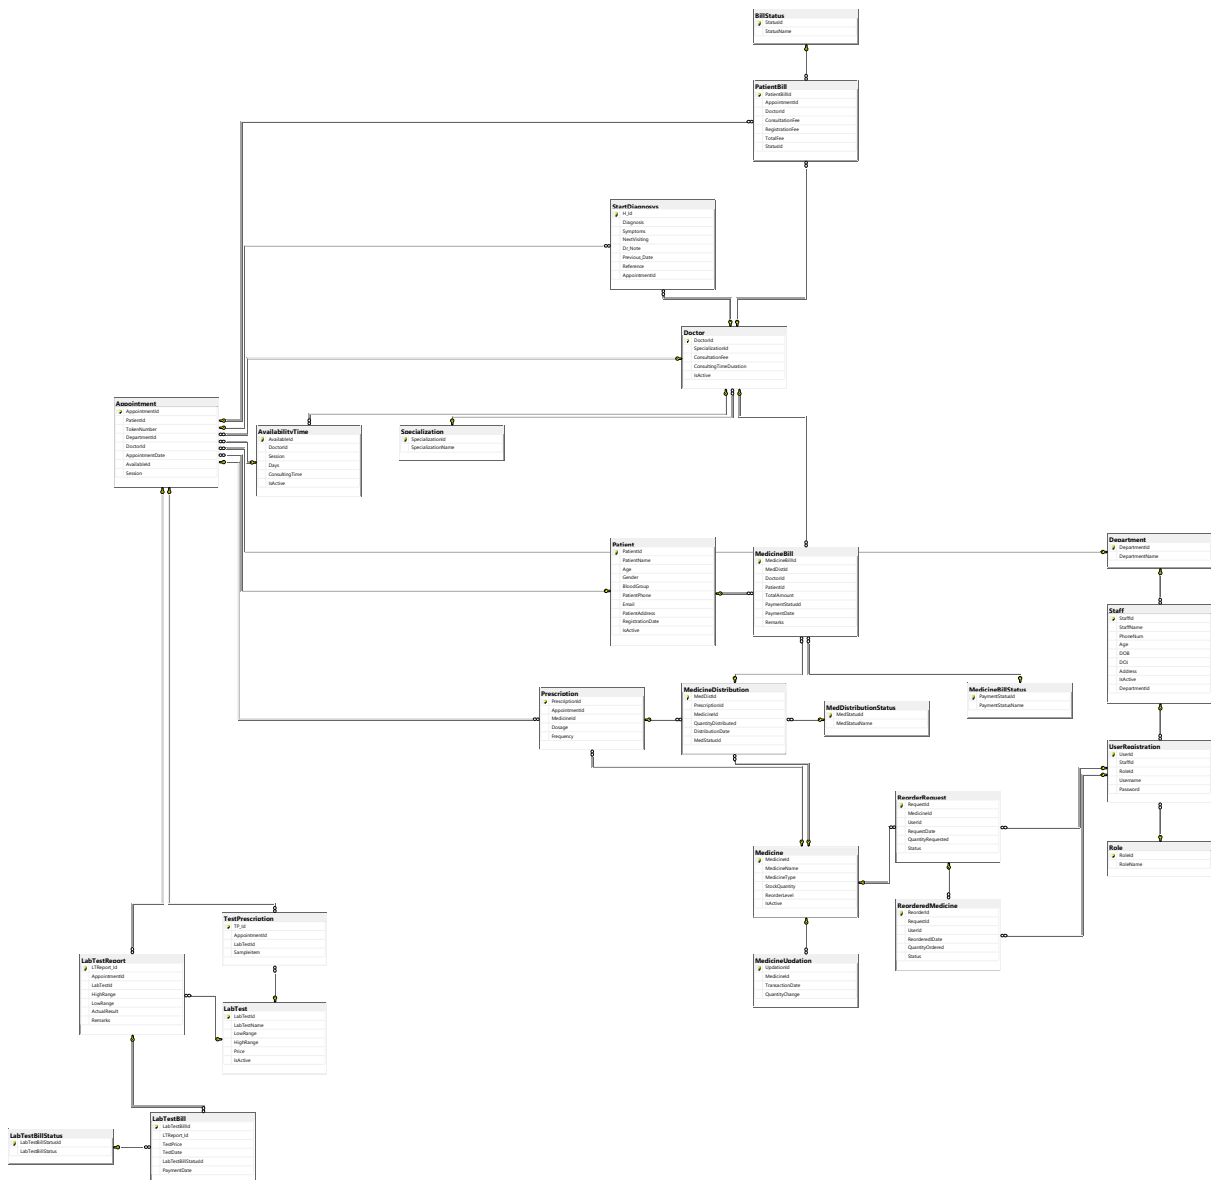 BillStatus
StatusId
StatusName
PatientBill
PatientBillId
AppointmentId
DoctorId
ConsultationFee
RegistrationFee
TotalFee
StatusId
StartDiagnosys
H_Id
Diagnosis
Symptoms
NextVisiting
Dr_Note
Previous_Date
Reference
AppointmentId
Doctor
DoctorId
SpecializationId
ConsultationFee
ConsultingTimeDuration
IsActive
Appointment
AppointmentId
PatientId
TokenNumber
DepartmentId
DoctorId
AppointmentDate
AvailableId
Session
AvailabilityTime
AvailableId
DoctorId
Session
Days
ConsultingTime
IsActive
Specialization
SpecializationId
SpecializationName
Patient
PatientId
PatientName
Age
Gender
BloodGroup
PatientPhone
Email
PatientAddress
RegistrationDate
IsActive
MedicineBill
MedicineBillId
MedDistId
DoctorId
PatientId
TotalAmount
PaymentStatusId
PaymentDate
Remarks
Department
DepartmentId
DepartmentName
Staff
StaffId
StaffName
PhoneNum
Age
DOB
DOJ
Address
IsActive
DepartmentId
Prescription
PrescriptionId
AppointmentId
MedicineId
Dosage
Frequency
MedicineDistribution
MedDistId
PrescriptionId
MedicineId
QuantityDistributed
DistributionDate
MedStatusId
MedDistributionStatus
MedStatusId
MedStatusName
MedicineBillStatus
PaymentStatusId
PaymentStatusName
UserRegistration
UserId
StaffId
RoleId
Username
Password
ReorderRequest
RequestId
MedicineId
UserId
RequestDate
QuantityRequested
Status
Role
RoleId
RoleName
Medicine
MedicineId
MedicineName
MedicineType
StockQuantity
ReorderLevel
IsActive
ReorderedMedicine
ReorderId
RequestId
UserId
ReorderedDate
QuantityOrdered
Status
MedicineUpdation
UpdationId
MedicineId
TransactionDate
QuantityChange
TestPrescription
TP_Id
AppointmentId
LabTestId
SampleItem
LabTestReport
LTReport_Id
AppointmentId
LabTestId
HighRange
LowRange
ActualResult
Remarks
LabTest
LabTestId
LabTestName
LowRange
HighRange
Price
IsActive
LabTestBill
LabTestBillId
LTReport_Id
TestPrice
TestDate
LabTestBillStatusId
PaymentDate
LabTestBillStatus
LabTestBillStatusId
LabTestBillStatus